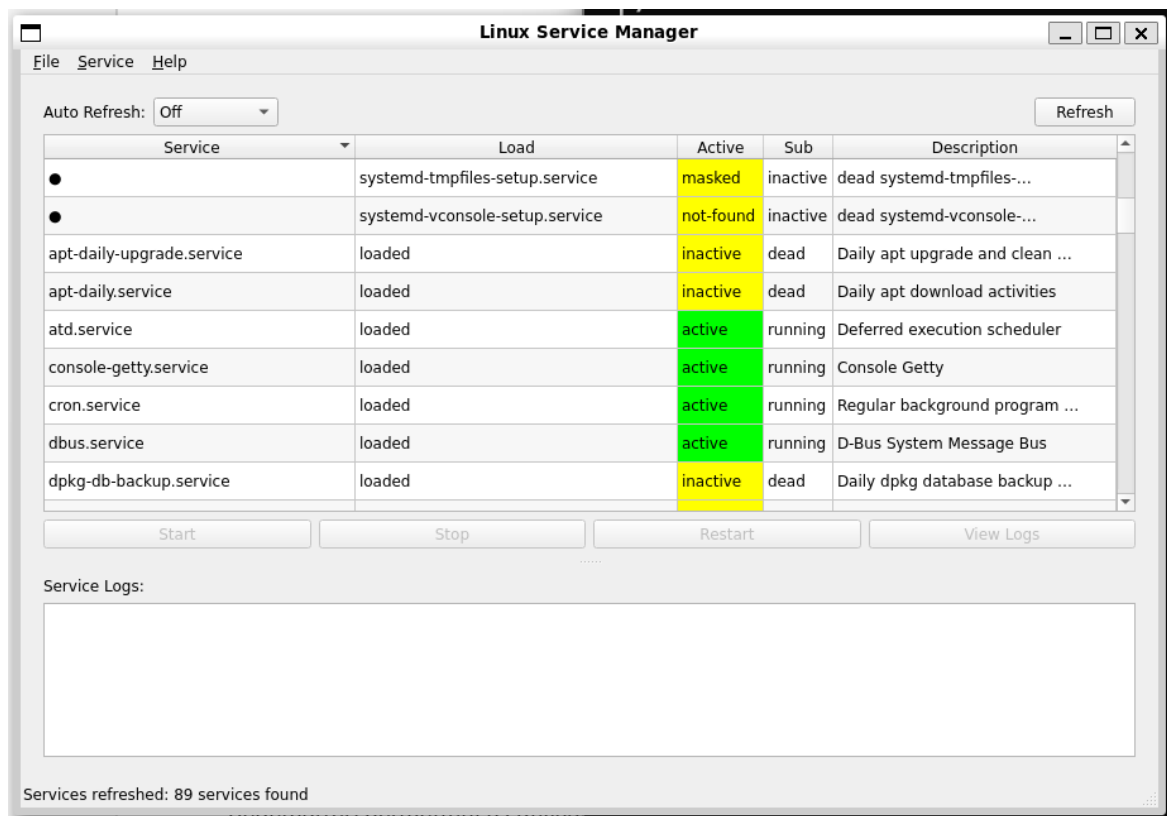 Linux Service Manager
File Service Help
Auto Refresh: Off Refresh
Service Load Active Sub Description
● systemd-tmpfiles-setup.service masked inactive dead systemd-tmpfiles-...
● systemd-vconsole-setup.service not-found inactive dead systemd-vconsole-...
apt-daily-upgrade.service loaded inactive dead Daily apt upgrade and clean ...
apt-daily.service loaded inactive dead Daily apt download activities
atd.service loaded active running Deferred execution scheduler
console-getty.service loaded active running Console Getty
cron.service loaded active running Regular background program ...
dbus.service loaded active running D-Bus System Message Bus
dpkg-db-backup.service loaded inactive dead Daily dpkg database backup ...
Start Stop Restart View Logs
Service Logs:
Services refreshed: 89 services found